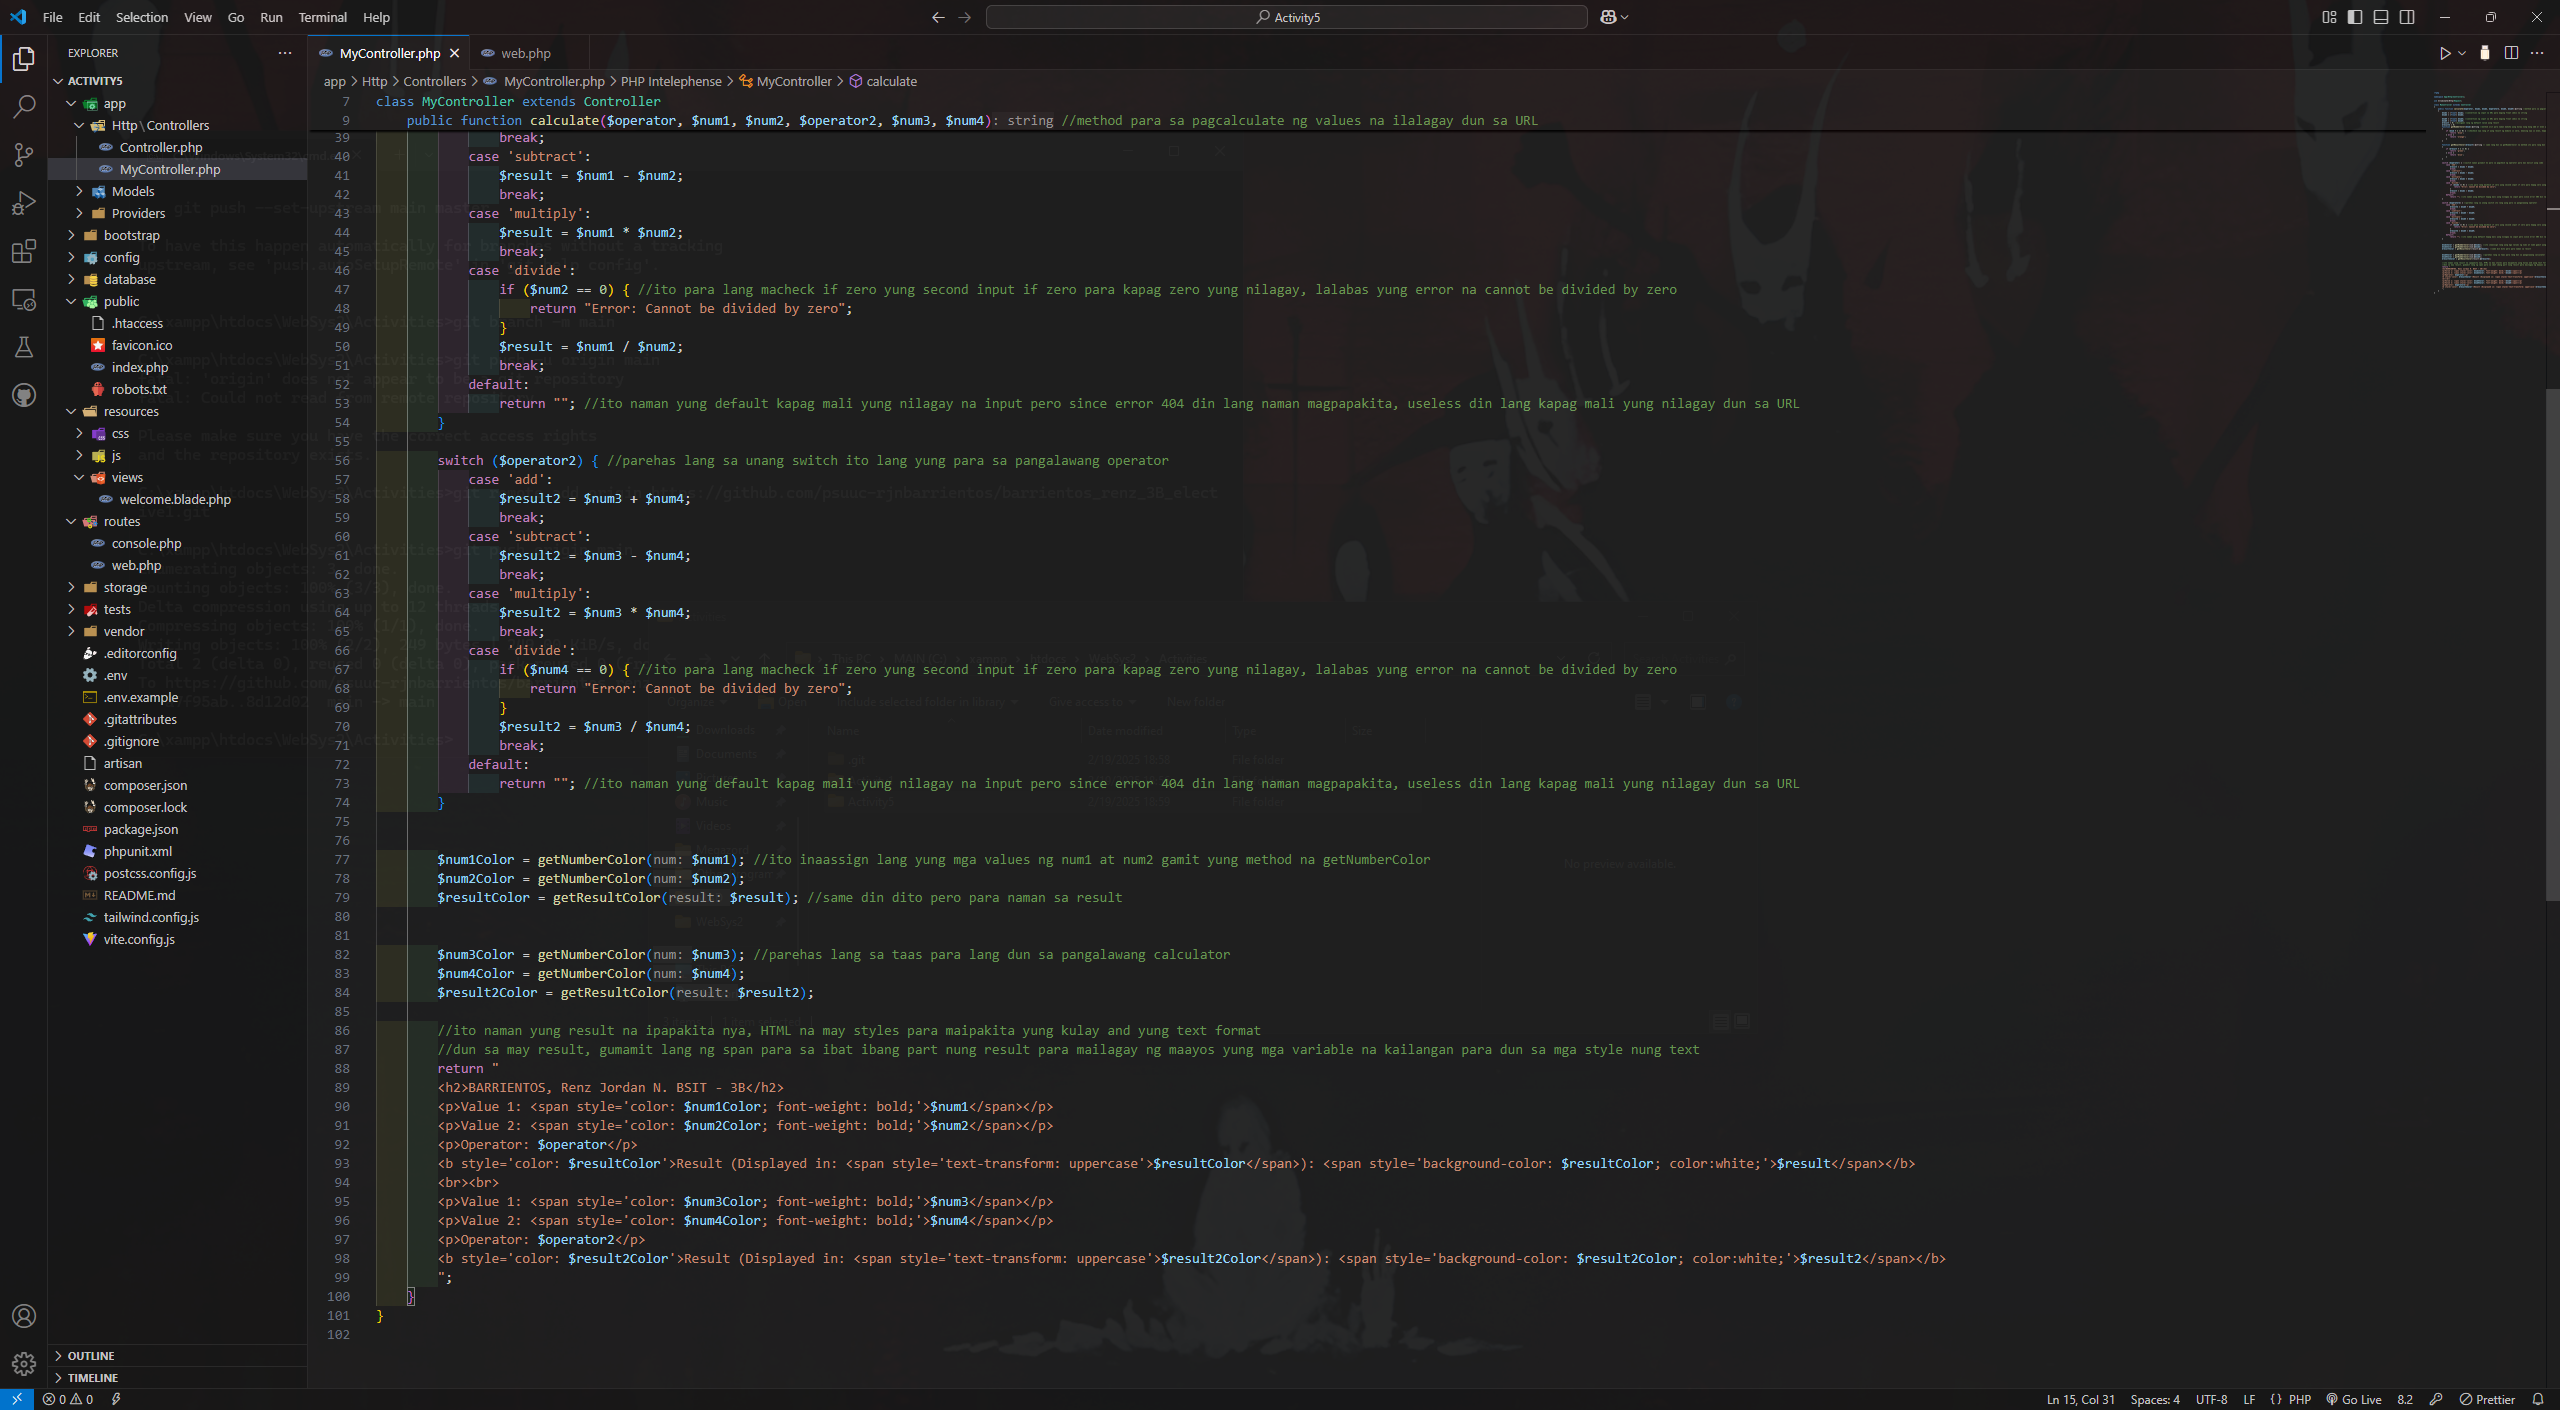 File Edit Selection View Go Run Terminal Help
Activity5
EXPLORER
ACTIVITY5
app
Http \ Controllers
Controller.php
MyController.php
Models
Providers
bootstrap
config
database
public
.htaccess
favicon.ico
index.php
robots.txt
resources
css
js
views
welcome.blade.php
routes
console.php
web.php
storage
tests
vendor
.editorconfig
.env
.env.example
.gitattributes
.gitignore
artisan
composer.json
composer.lock
package.json
phpunit.xml
postcss.config.js
README.md
tailwind.config.js
vite.config.js
OUTLINE
TIMELINE
MyController.php web.php
app > Http > Controllers > MyController.php > PHP Intelephense > MyController > calculate
7 class MyController extends Controller
9 public function calculate($operator, $num1, $num2, $operator2, $num3, $num4): string //method para sa pagcalculate ng values na ilalagay dun sa URL
39 break;
40 case 'subtract':
41 $result = $num1 - $num2;
42 break;
43 case 'multiply':
44 $result = $num1 * $num2;
45 break;
46 case 'divide':
47 if ($num2 == 0) { //ito para lang macheck if zero yung second input if zero para kapag zero yung nilagay, lalabas yung error na cannot be divided by zero
48 return "Error: Cannot be divided by zero";
49 }
50 $result = $num1 / $num2;
51 break;
52 default:
53 return ""; //ito naman yung default kapag mali yung nilagay na input pero since error 404 din lang naman magpapakita, useless din lang kapag mali yung nilagay dun sa URL
54 }
55
56 switch ($operator2) { //parehas lang sa unang switch ito lang yung para sa pangalawang operator
57 case 'add':
58 $result2 = $num3 + $num4;
59 break;
60 case 'subtract':
61 $result2 = $num3 - $num4;
62 break;
63 case 'multiply':
64 $result2 = $num3 * $num4;
65 break;
66 case 'divide':
67 if ($num4 == 0) { //ito para lang macheck if zero yung second input if zero para kapag zero yung nilagay, lalabas yung error na cannot be divided by zero
68 return "Error: Cannot be divided by zero";
69 }
70 $result2 = $num3 / $num4;
71 break;
72 default:
73 return ""; //ito naman yung default kapag mali yung nilagay na input pero since error 404 din lang naman magpapakita, useless din lang kapag mali yung nilagay dun sa URL
74 }
75
76
77 $num1Color = getNumberColor(num: $num1); //ito inaassign lang yung mga values ng num1 at num2 gamit yung method na getNumberColor
78 $num2Color = getNumberColor(num: $num2);
79 $resultColor = getResultColor(result: $result); //same din dito pero para naman sa result
80
81
82 $num3Color = getNumberColor(num: $num3); //parehas lang sa taas para lang dun sa pangalawang calculator
83 $num4Color = getNumberColor(num: $num4);
84 $result2Color = getResultColor(result: $result2);
85
86 //ito naman yung result na ipapakita nya, HTML na may styles para maipakita yung kulay and yung text format
87 //dun sa may result, gumamit lang ng span para sa ibat ibang part nung result para mailagay ng maayos yung mga variable na kailangan para dun sa mga style nung text
88 return "
89 <h2>BARRIENTOS, Renz Jordan N. BSIT - 3B</h2>
90 <p>Value 1: <span style='color: $num1Color; font-weight: bold;'>$num1</span></p>
91 <p>Value 2: <span style='color: $num2Color; font-weight: bold;'>$num2</span></p>
92 <p>Operator: $operator</p>
93 <b style='color: $resultColor'>Result (Displayed in: <span style='text-transform: uppercase'>$resultColor</span>): <span style='background-color: $resultColor; color:white;'>$result</span></b>
94 <br><br>
95 <p>Value 1: <span style='color: $num3Color; font-weight: bold;'>$num3</span></p>
96 <p>Value 2: <span style='color: $num4Color; font-weight: bold;'>$num4</span></p>
97 <p>Operator: $operator2</p>
98 <b style='color: $result2Color'>Result (Displayed in: <span style='text-transform: uppercase'>$result2Color</span>): <span style='background-color: $result2Color; color:white;'>$result2</span></b>
99 ";
100 }
101 }
102
0 0 Ln 15, Col 31 Spaces: 4 UTF-8 LF {} PHP Go Live 8.2 Prettier